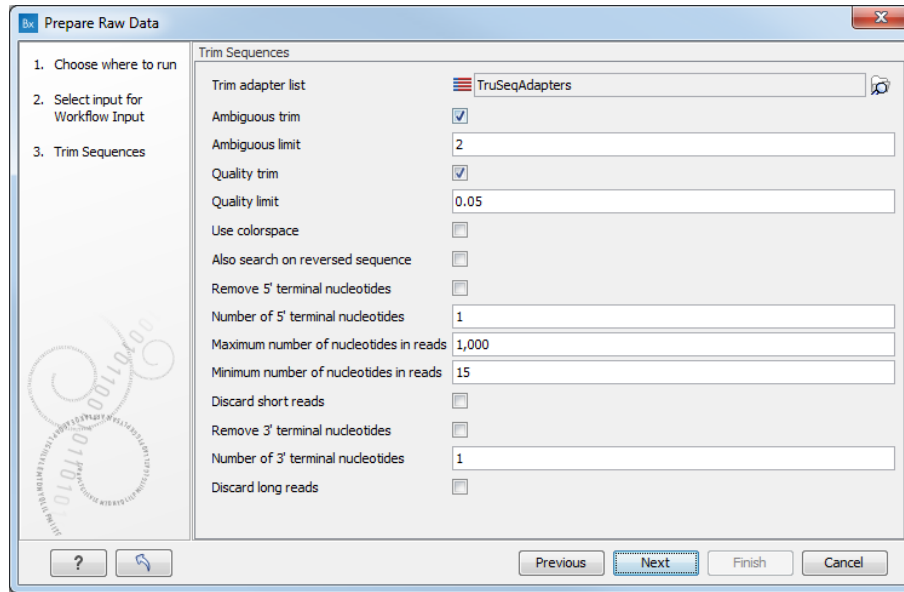 Bx Prepare Raw Data
1. Choose where to run
2. Select input for
Workflow Input
3. Trim Sequences
Trim Sequences
Trim adapter list TruSeqAdapters
Ambiguous trim
Ambiguous limit 2
Quality trim
Quality limit 0.05
Use colorspace
Also search on reversed sequence
Remove 5' terminal nucleotides
Number of 5' terminal nucleotides 1
Maximum number of nucleotides in reads 1,000
Minimum number of nucleotides in reads 15
Discard short reads
Remove 3' terminal nucleotides
Number of 3' terminal nucleotides 1
Discard long reads
? Previous Next Finish Cancel